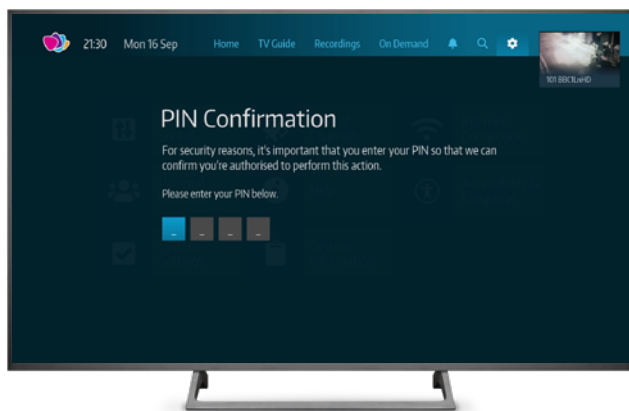 21:30 Mon 16 Sep Home TV Guide Recordings On Demand
101 BBC1LnHD
PIN Confirmation
For security reasons, it's important that you enter your PIN so that we can
confirm you're authorised to perform this action.
Please enter your PIN below.
_ _ _ _